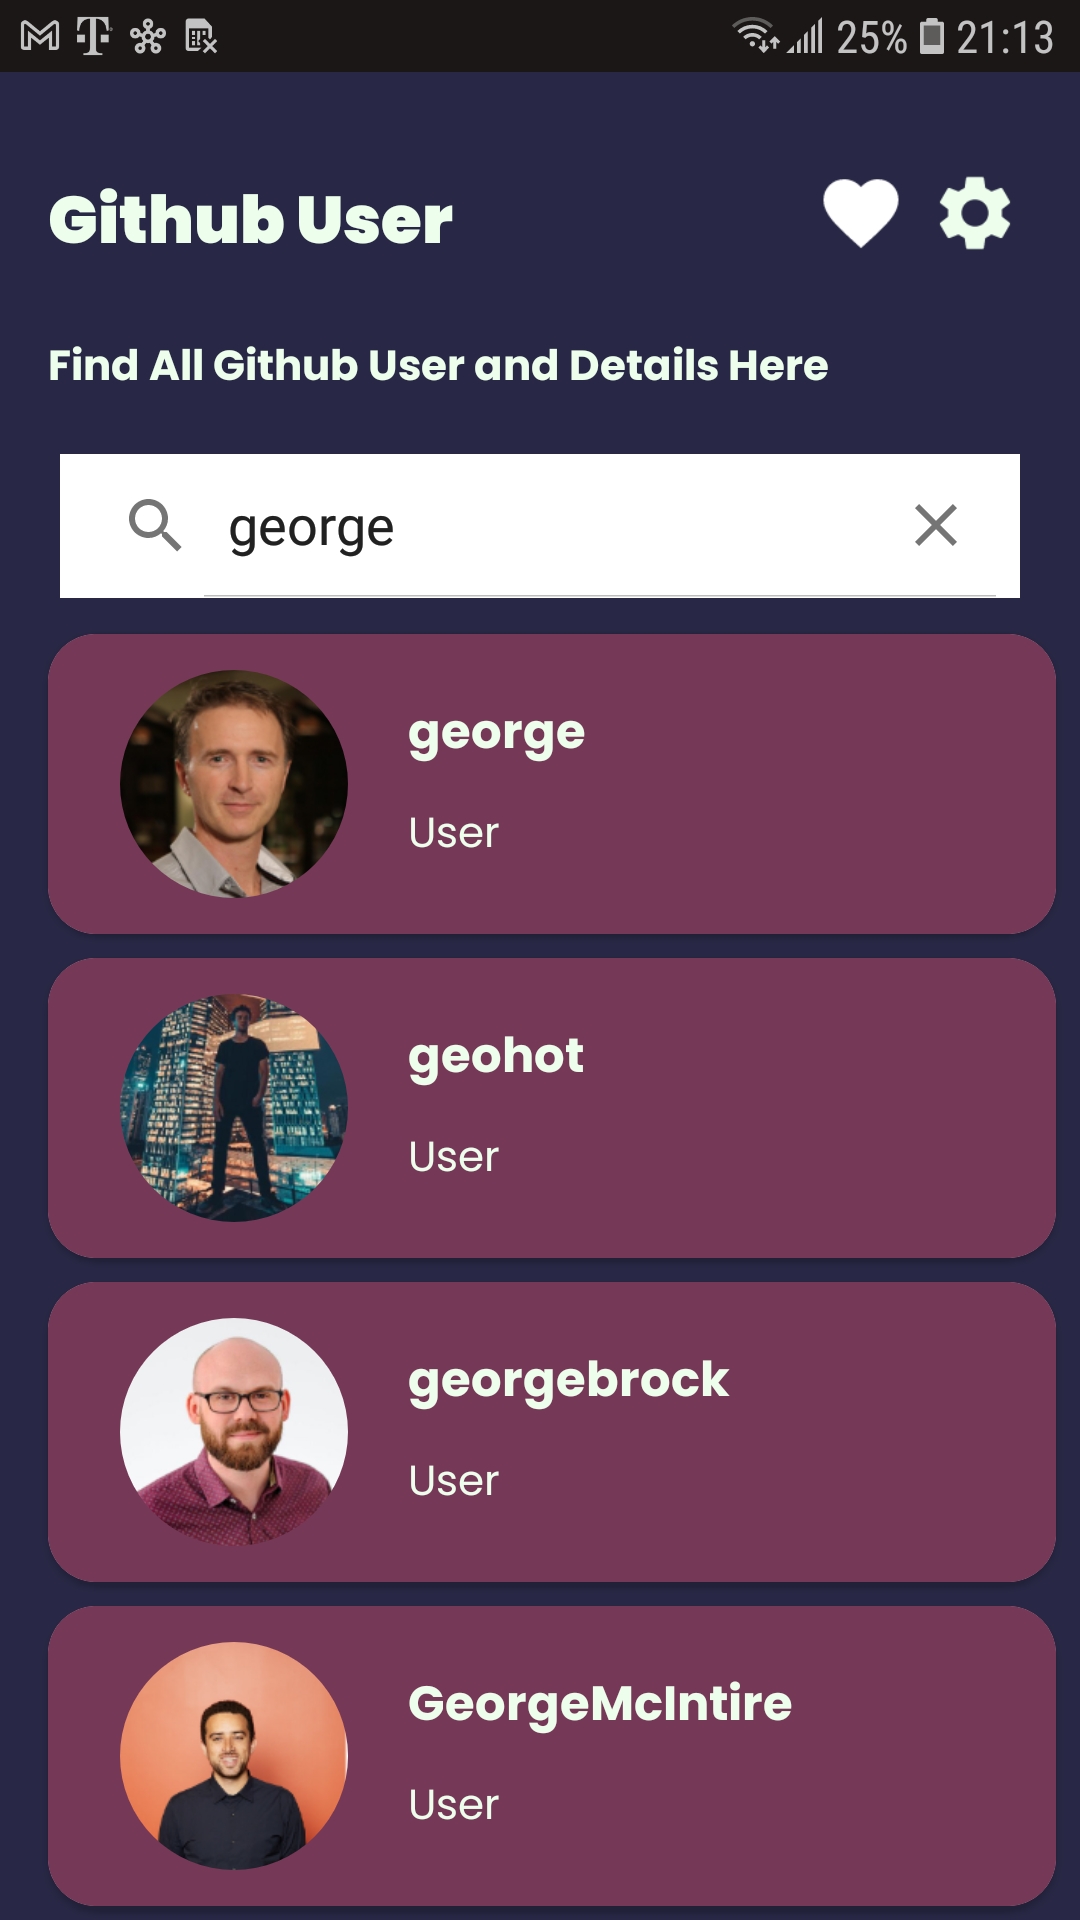 25% 21:13
Github User
Find All Github User and Details Here
george
george
User
geohot
User
georgebrock
User
GeorgeMcIntire
User